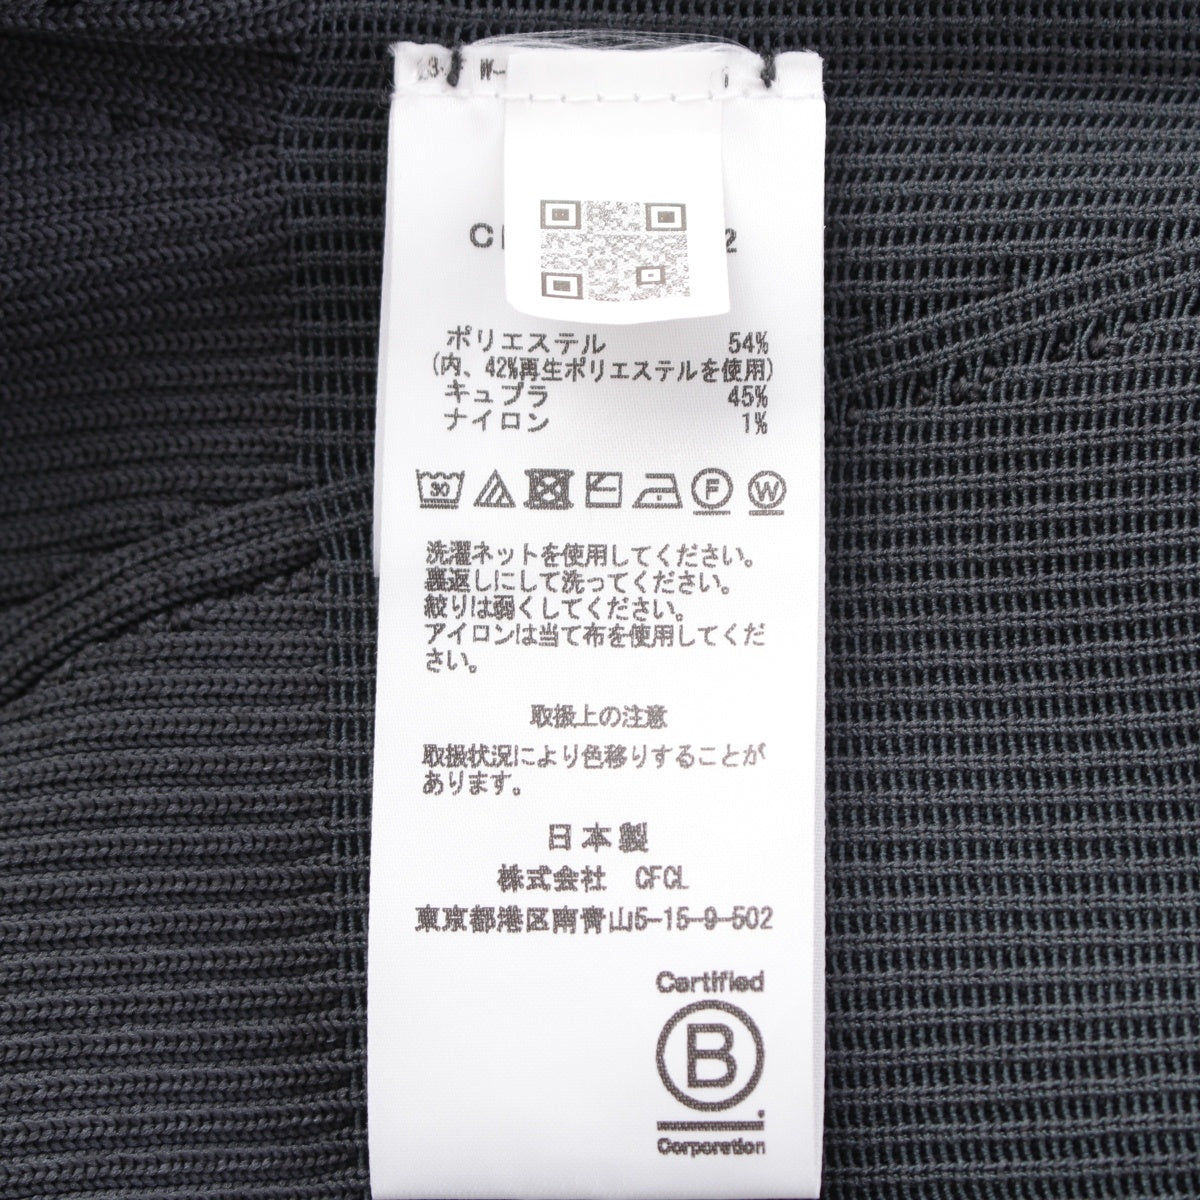 ポリエステル 54%
(内、42%再生ポリエステルを使用)
キュプラ 45%
ナイロン 1%
30 F W
洗濯ネットを使用してください。
裏返しにして洗ってください。
絞りは弱くしてください。
アイロンは当て布を使用してくだ
さい。
取扱上の注意
取扱状況により色移りすることが
あります。
日本製
株式会社 CFCL
東京都港区南青山5-15-9-502
Certified
B
Corporation